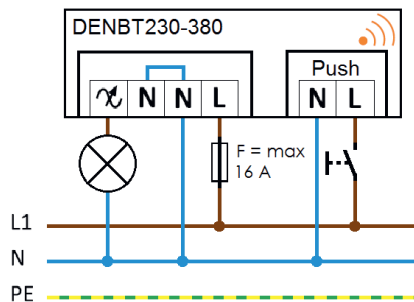 DENBT230-380
Push
N N L
N L
F = max
16 A
L1
N
PE